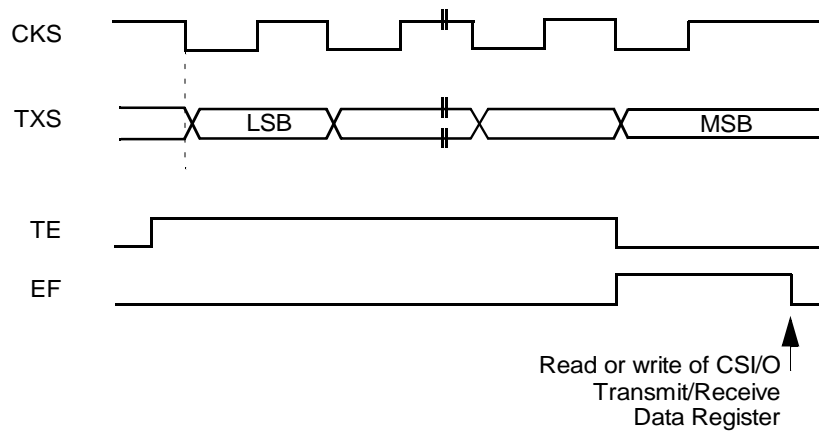 CKS
TXS
LSB
MSB
TE
EF
Read or write of CSI/O
Transmit/Receive
Data Register